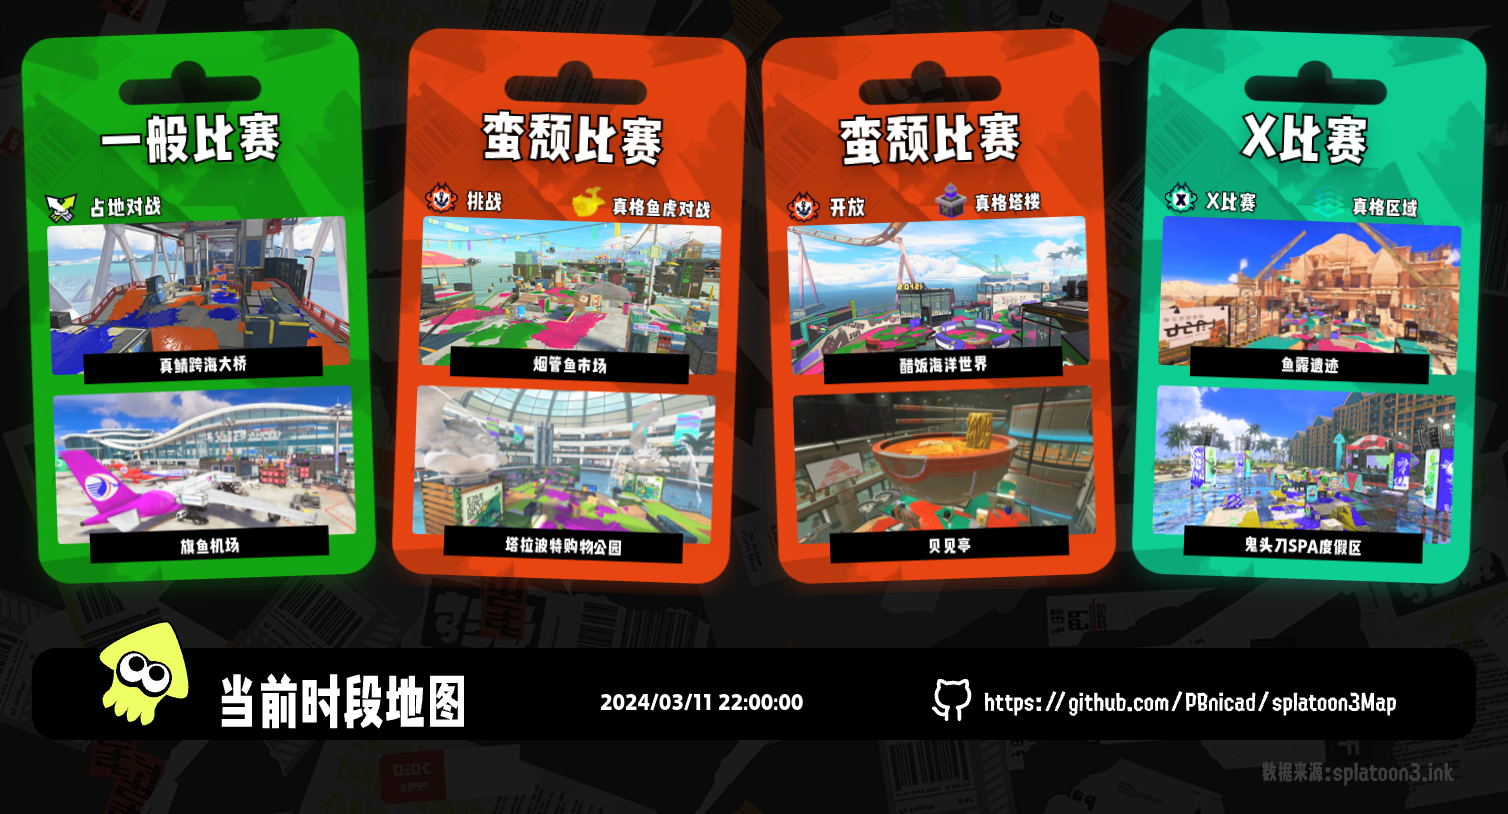 一般比赛
占地对战
真鲷跨海大桥
旗鱼机场
蛮颓比赛
挑战
真格鱼虎对战
烟管鱼市场
塔拉波特购物公园
蛮颓比赛
开放
真格塔楼
醋饭海洋世界
贝见亭
X比赛
X比赛
真格区域
鱼露遗迹
鬼头刀SPA度假区
当前时段地图
2024/03/11 22:00:00
https://github.com/PBnicad/splatoon3Map
数据来源:splatoon3.ink